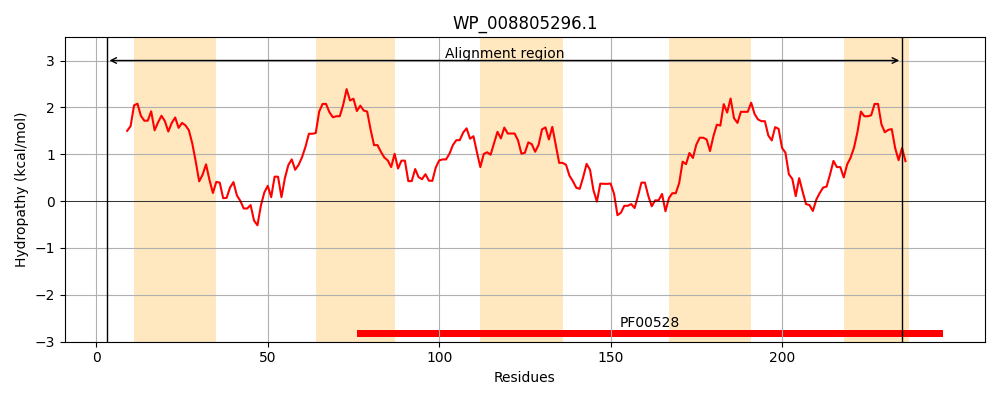 WP_008805296.1
Alignment region
Hydropathy (kcal/mol)
3
2
1
0
−1
−2
−3
PF00528
0 50 100 150 200
Residues